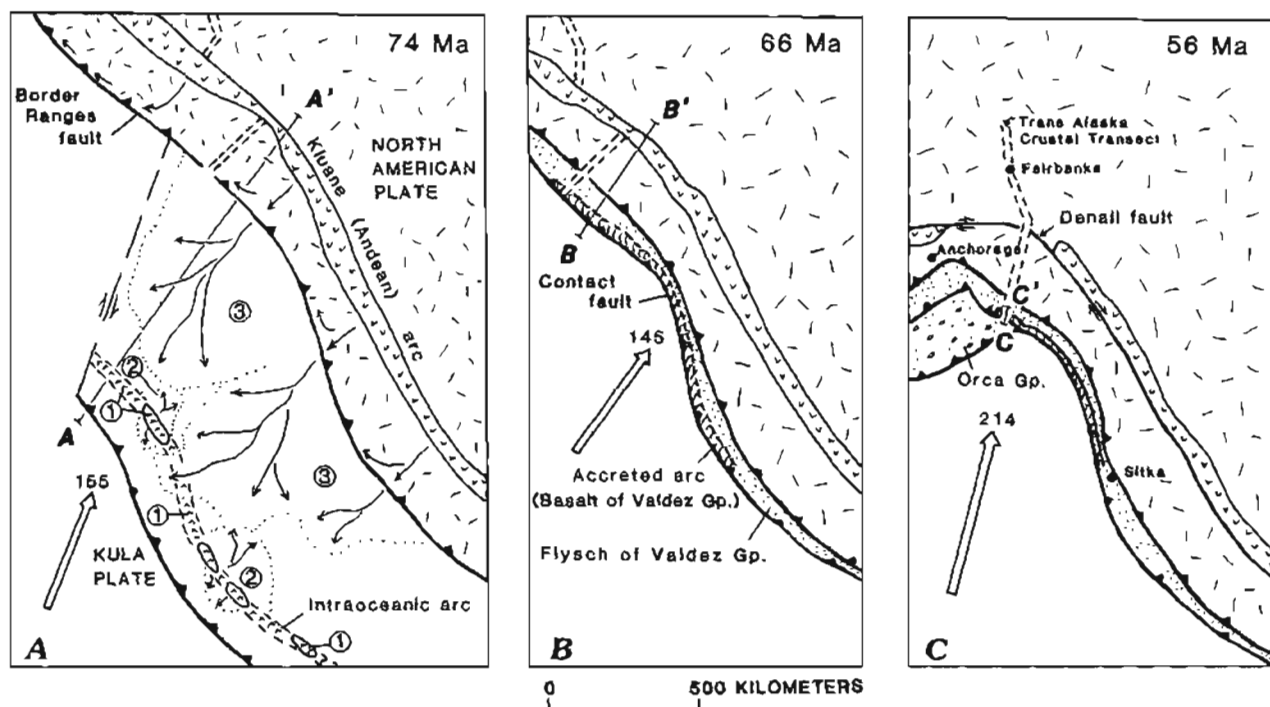 74 Ma
Border
Ranges
fault
A'
NORTH
AMERICAN
PLATE
Kluane
(Andean)
arc
3
2
1
A
155
1
3
KULA
PLATE
2
Intraoceanic arc
1
A
66 Ma
B'
B
Contact
fault
145
Accreted arc
(Basalt of Valdez Gp.)
Flysch of Valdez Gp.
B
0 500 KILOMETERS
56 Ma
Trans Alaska
Crustal Transect
Fairbanks
Denali fault
Anchorage
C'
C
Orca Gp.
214
Sitka
C